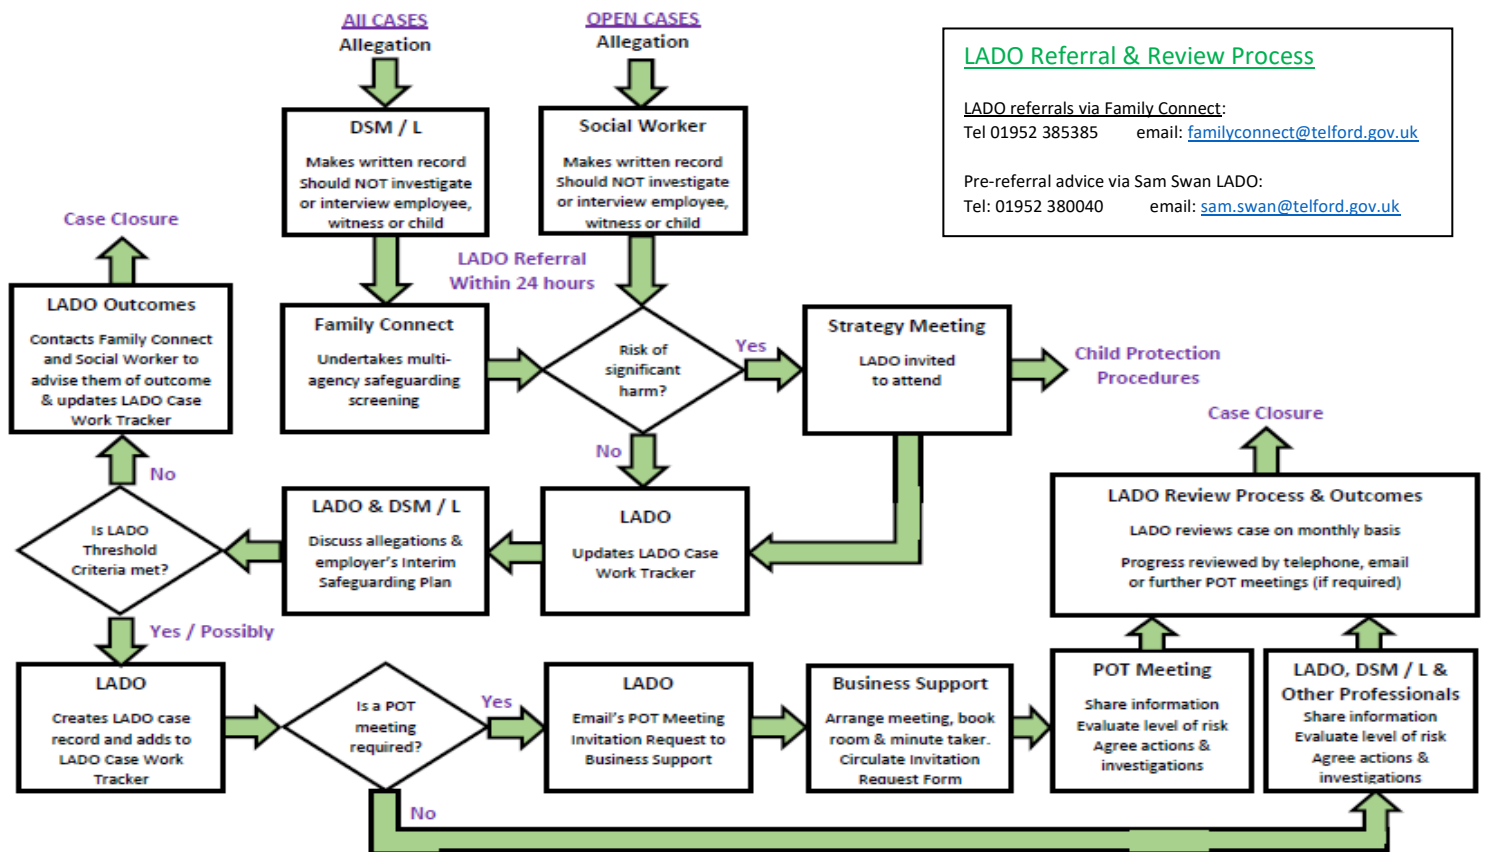 All CASES
Allegation
OPEN CASES
Allegation
LADO Referral & Review Process
LADO referrals via Family Connect:
Tel 01952 385385 email: familyconnect@telford.gov.uk
Pre-referral advice via Sam Swan LADO:
Tel: 01952 380040 email: sam.swan@telford.gov.uk
DSM / L
Makes written record
Should NOT investigate
or interview employee,
witness or child
Social Worker
Makes written record
Should NOT investigate
or interview employee,
witness or child
LADO Referral
Within 24 hours
Family Connect
Undertakes multi-
agency safeguarding
screening
Risk of
significant
harm?
Yes
No
Strategy Meeting
LADO invited
to attend
Child Protection
Procedures
LADO
Updates LADO Case
Work Tracker
LADO & DSM / L
Discuss allegations &
employer's Interim
Safeguarding Plan
Is LADO
Threshold
Criteria met?
No
LADO Outcomes
Contacts Family Connect
and Social Worker to
advise them of outcome
& updates LADO Case
Work Tracker
Case Closure
Yes / Possibly
LADO
Creates LADO case
record and adds to
LADO Case Work
Tracker
Is a POT
meeting
required?
Yes
No
LADO
Email's POT Meeting
Invitation Request to
Business Support
Business Support
Arrange meeting, book
room & minute taker.
Circulate Invitation
Request Form
POT Meeting
Share information
Evaluate level of risk
Agree actions &
investigations
LADO, DSM / L &
Other Professionals
Share information
Evaluate level of risk
Agree actions &
investigations
LADO Review Process & Outcomes
LADO reviews case on monthly basis
Progress reviewed by telephone, email
or further POT meetings (if required)
Case Closure